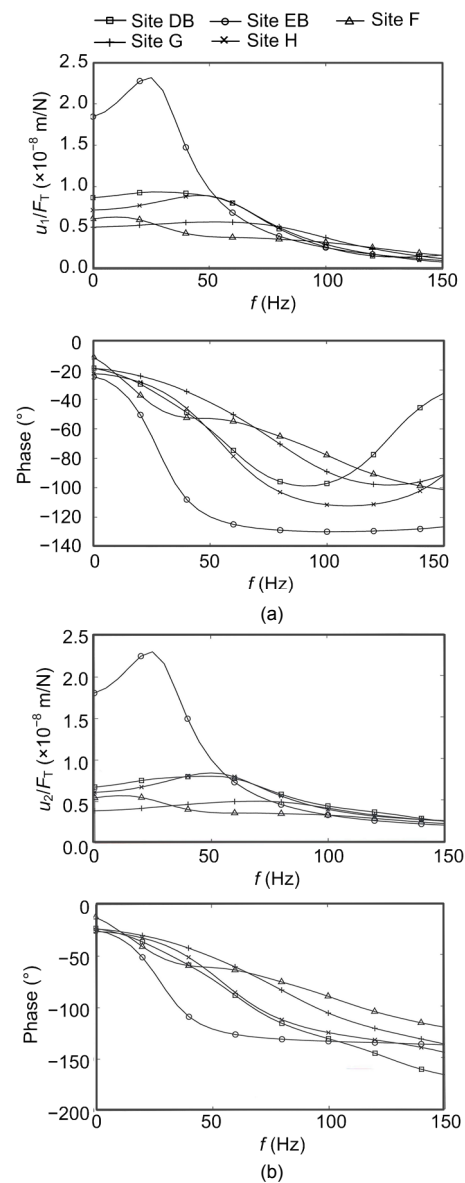 Site DB Site EB Site F
Site G Site H
2.5
2.0
1.5
1.0
0.5
0.0
u₁/F_T (×10⁻⁸ m/N)
0 50 100 150
f (Hz)
0
−20
−40
−60
−80
−100
−120
−140
Phase (°)
0 50 100 150
f (Hz)
(a)
2.5
2.0
1.5
1.0
0.5
0.0
u₂/F_T (×10⁻⁸ m/N)
0 50 100 150
f (Hz)
0
−50
−100
−150
−200
Phase (°)
0 50 100 150
f (Hz)
(b)